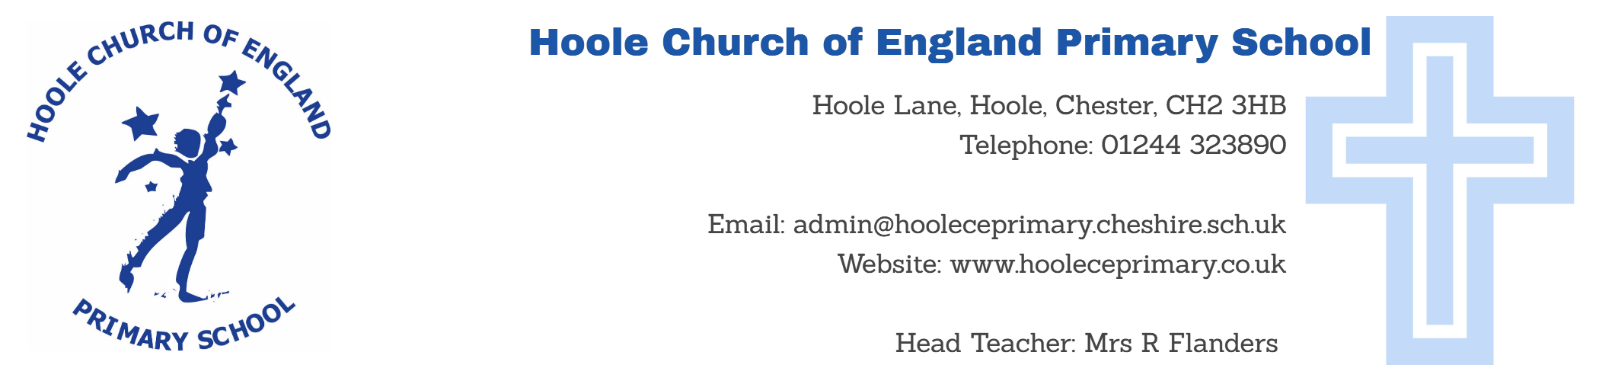 HOOLE CHURCH OF ENGLAND
PRIMARY SCHOOL
Hoole Church of England Primary School
Hoole Lane, Hoole, Chester, CH2 3HB
Telephone: 01244 323890
Email: admin@hooleceprimary.cheshire.sch.uk
Website: www.hooleceprimary.co.uk
Head Teacher: Mrs R Flanders